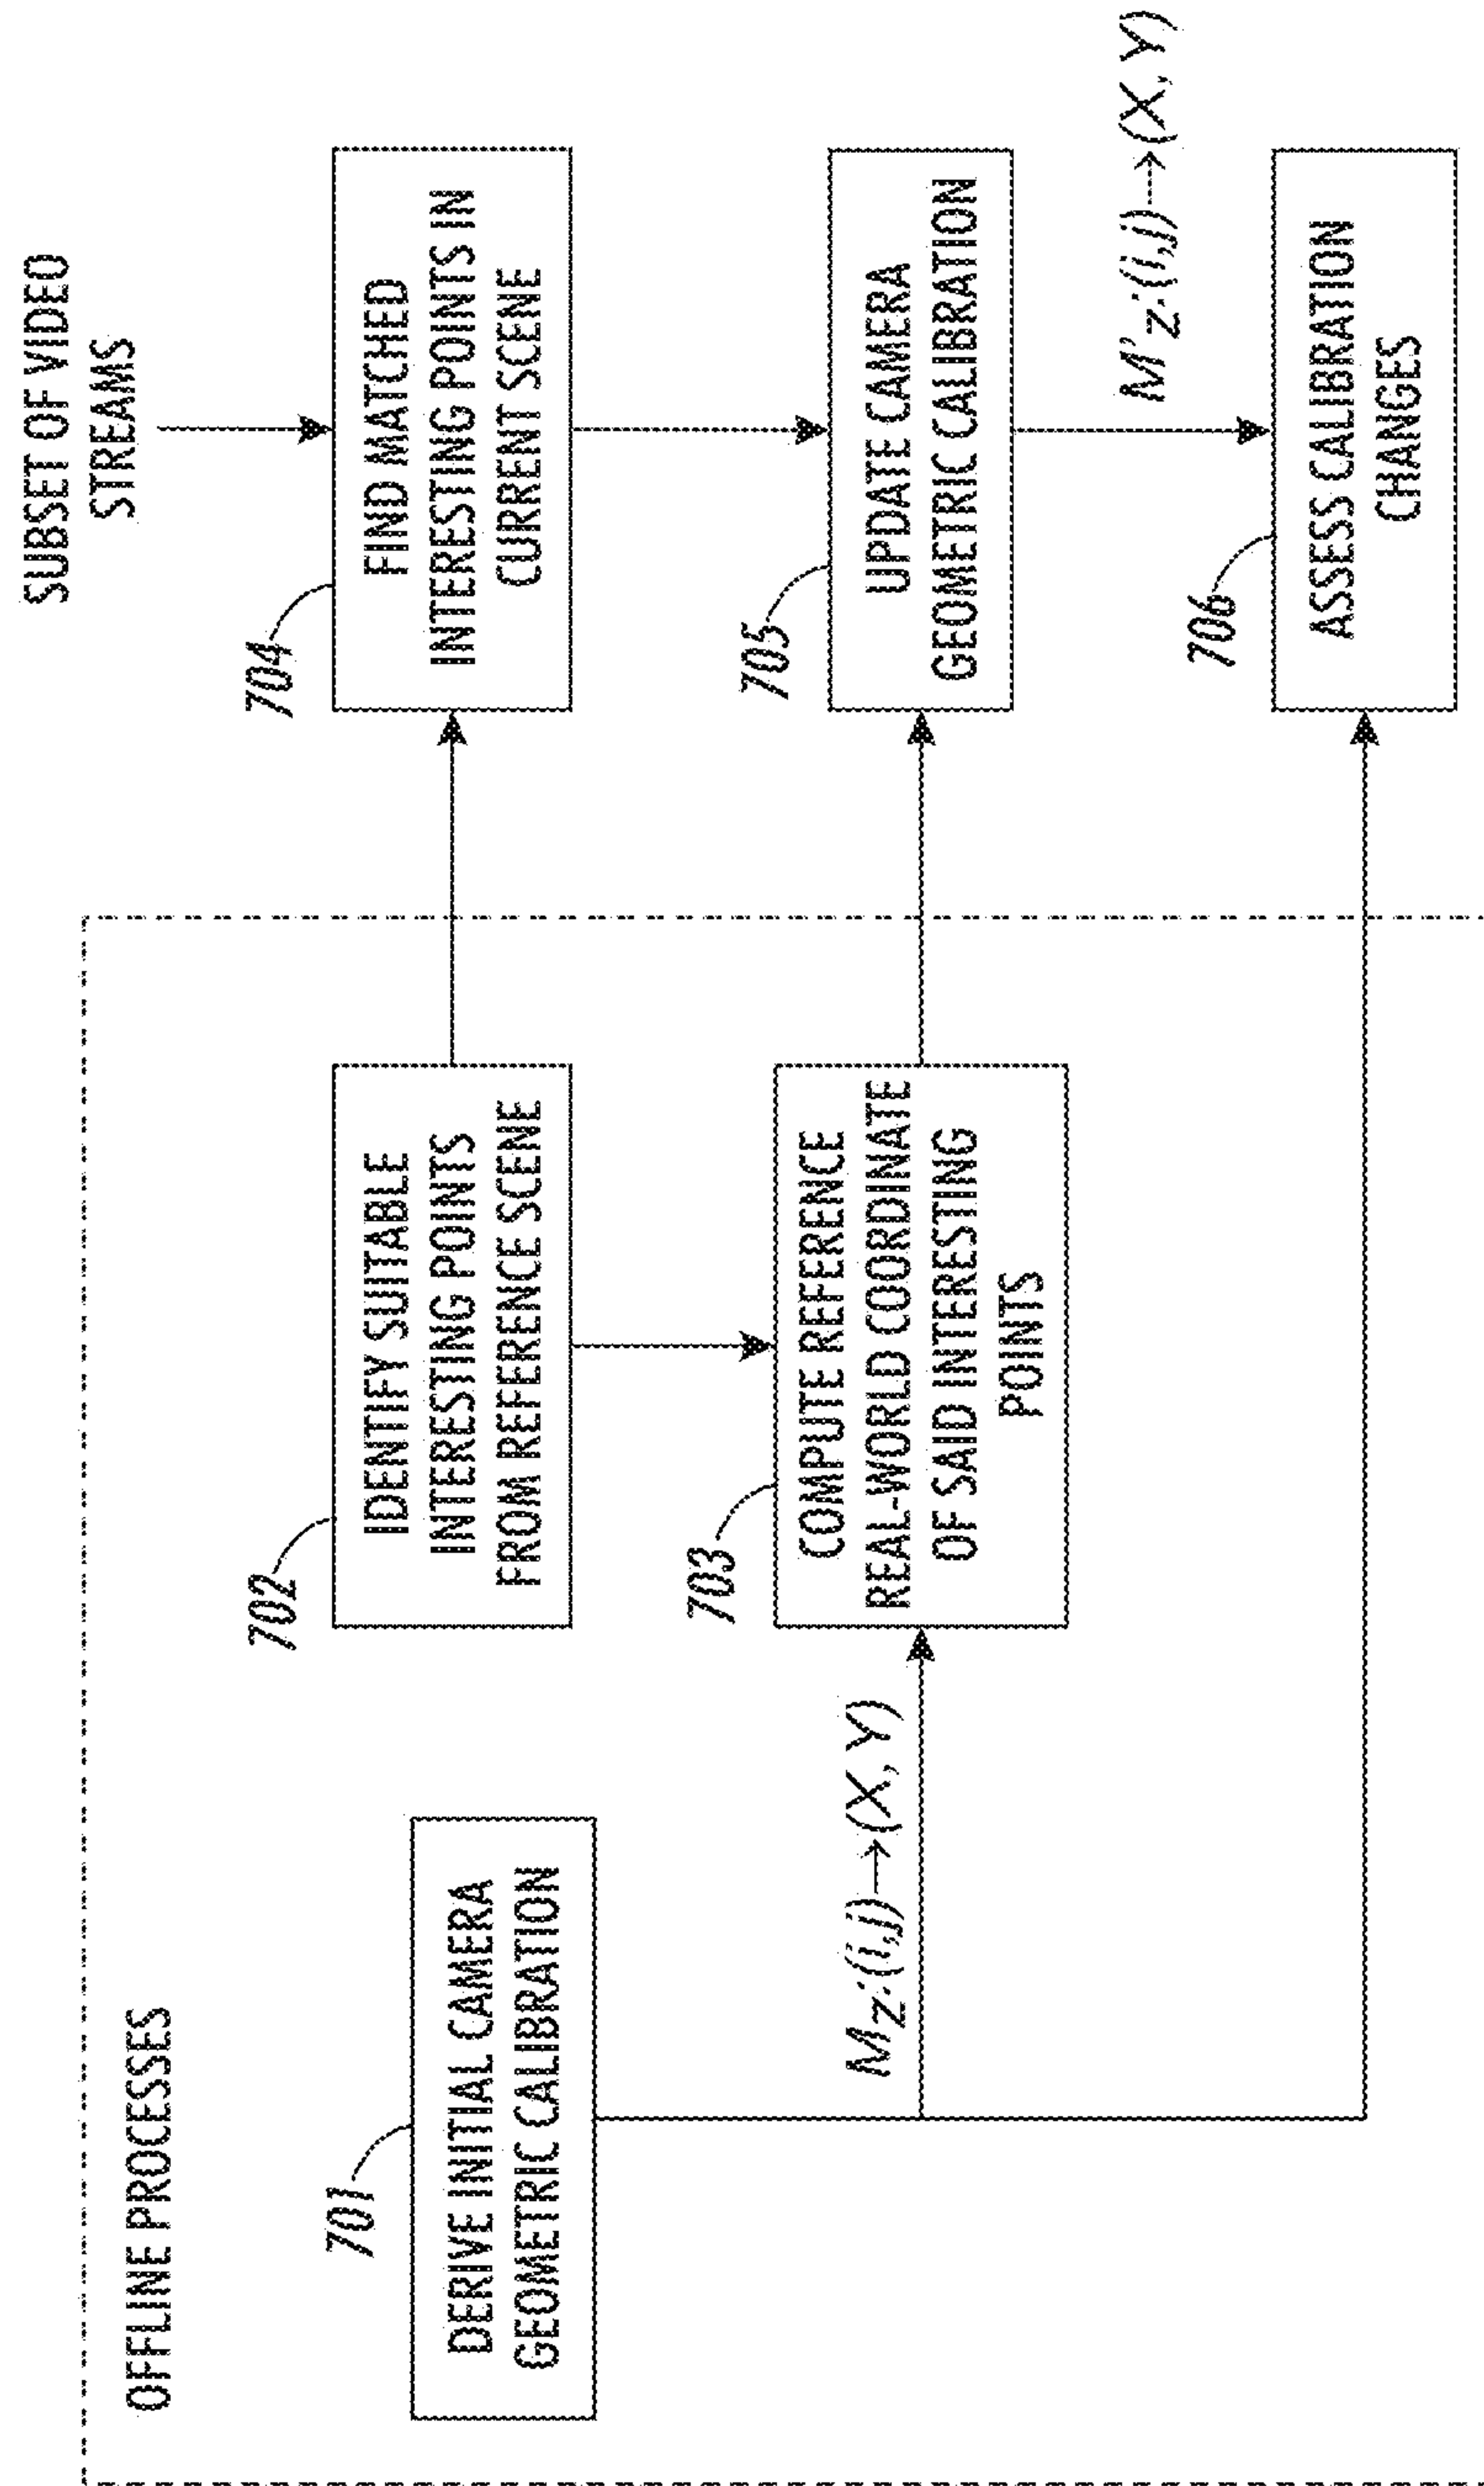 OFFLINE PROCESSES
701
DERIVE INITIAL CAMERA
GEOMETRIC CALIBRATION
702
IDENTIFY SUITABLE
INTERESTING POINTS
FROM REFERENCE SCENE
M_Z:(i,j)→(X,Y)
703
COMPUTE REFERENCE
REAL-WORLD COORDINATE
OF SAID INTERESTING
POINTS
SUBSET OF VIDEO
STREAMS
704
FIND MATCHED
INTERESTING POINTS IN
CURRENT SCENE
705
UPDATE CAMERA
GEOMETRIC CALIBRATION
M'_Z:(i,j)→(X,Y)
706
ASSESS CALIBRATION
CHANGES